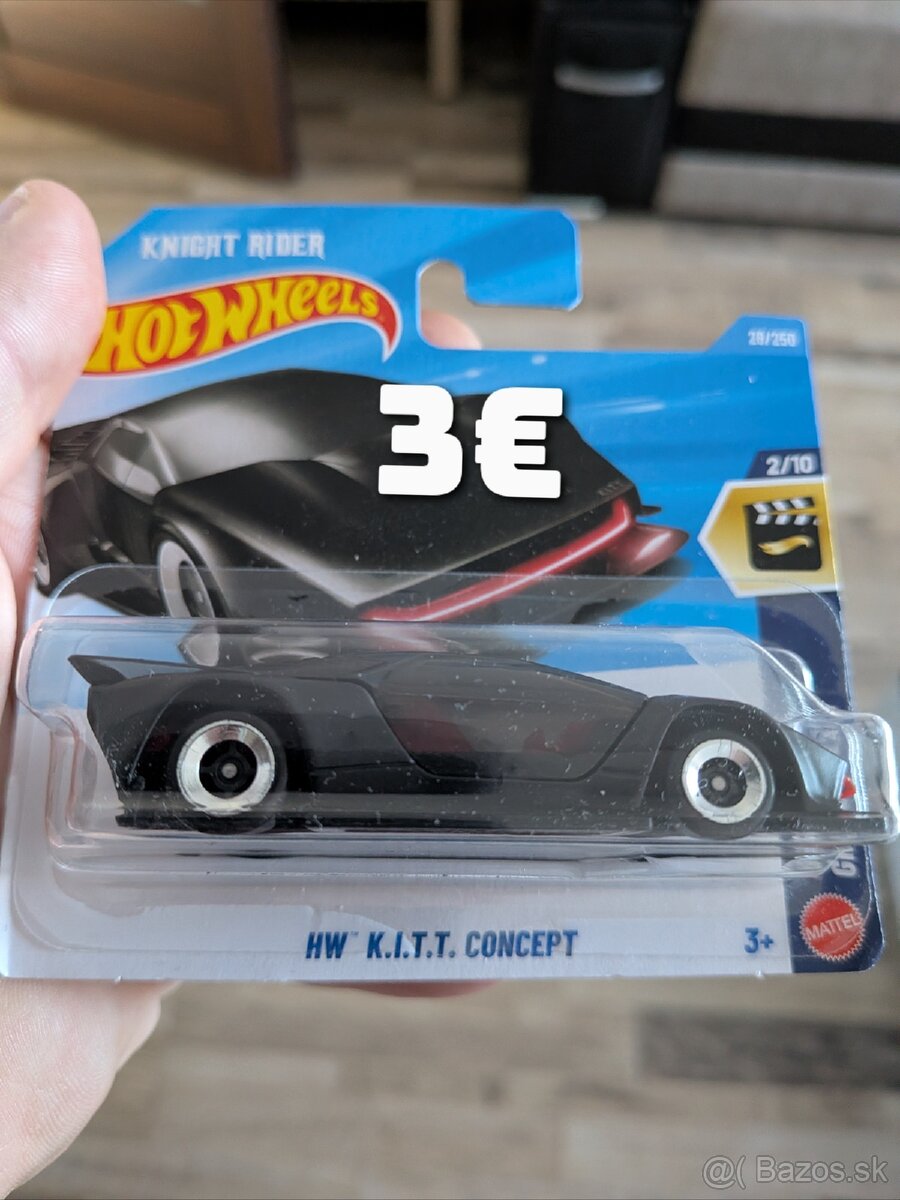 KNIGHT RIDER
HOT WHEELS
28/250
3€
K.I.T.T.
2/10
HW™ K.I.T.T. CONCEPT
3+
MATTEL
@( Bazos.sk